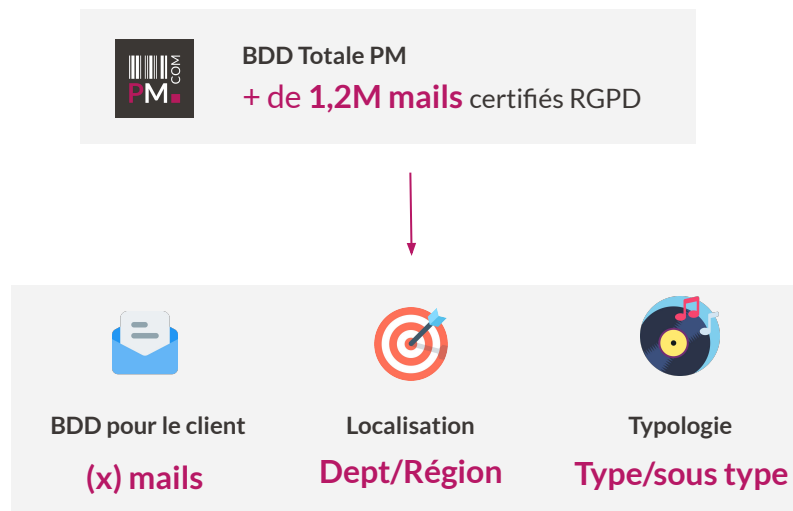 PM.COM
BDD Totale PM
+ de 1,2M mails certifiés RGPD
BDD pour le client
Localisation
Typologie
(x) mails
Dept/Région
Type/sous type